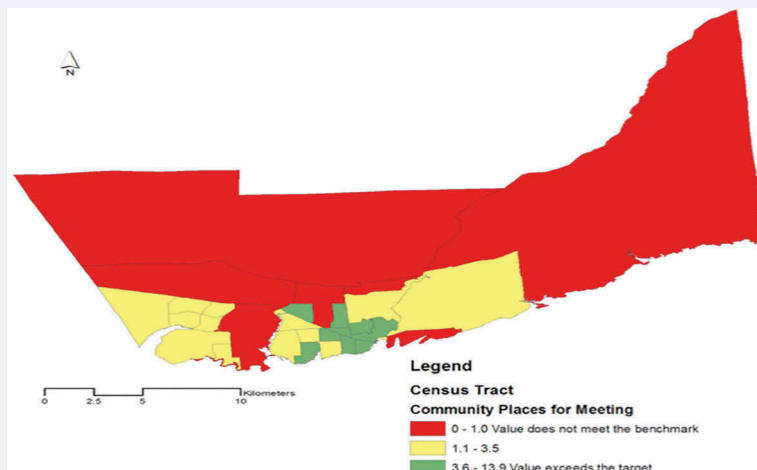 N
Kilometers
0 2.5 5 10
Legend
Census Tract
Community Places for Meeting
0 - 1.0 Value does not meet the benchmark
1.1 - 3.5
3.6 - 13.9 Value exceeds the target